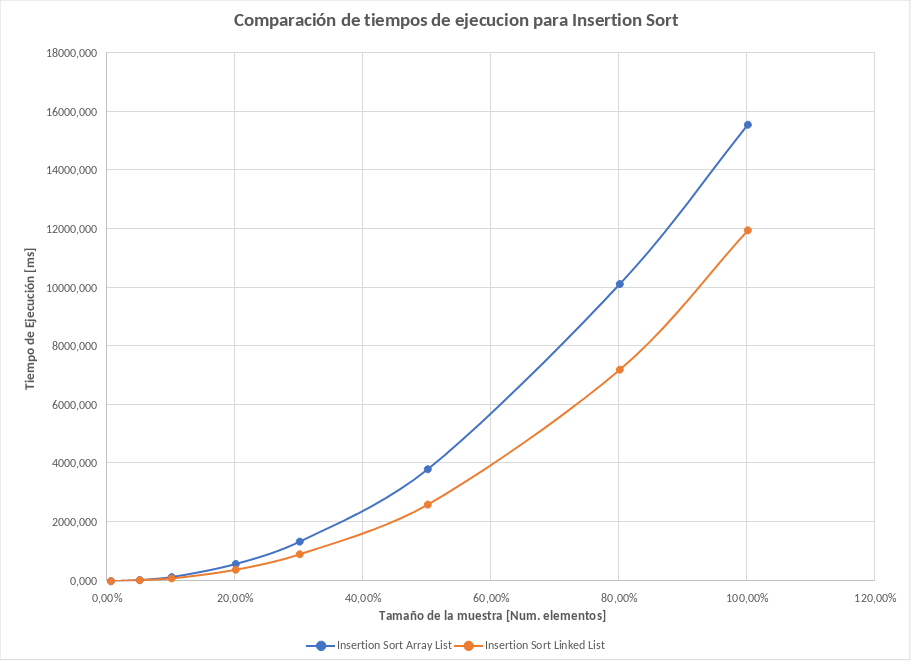 Comparación de tiempos de ejecucion para Insertion Sort
18000,000
16000,000
14000,000
12000,000
10000,000
8000,000
6000,000
4000,000
2000,000
0,000
Tiempo de Ejecución [ms]
0,00% 20,00% 40,00% 60,00% 80,00% 100,00% 120,00%
Tamaño de la muestra [Num. elementos]
Insertion Sort Array List Insertion Sort Linked List